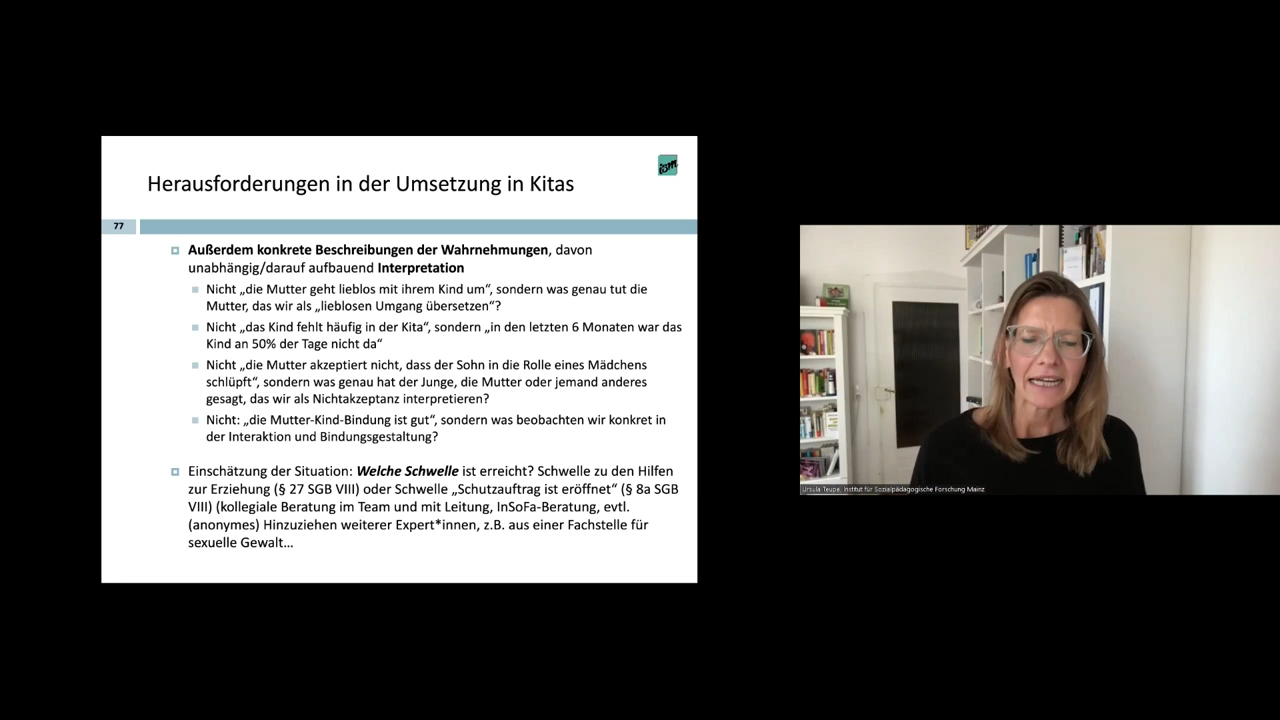 ism
Herausforderungen in der Umsetzung in Kitas
77
Außerdem konkrete Beschreibungen der Wahrnehmungen, davon
unabhängig/darauf aufbauend Interpretation
Nicht „die Mutter geht lieblos mit ihrem Kind um“, sondern was genau tut die
Mutter, das wir als „lieblosen Umgang übersetzen“?
Nicht „das Kind fehlt häufig in der Kita“, sondern „in den letzten 6 Monaten war das
Kind an 50% der Tage nicht da“
Nicht „die Mutter akzeptiert nicht, dass der Sohn in die Rolle eines Mädchens
schlüpft“, sondern was genau hat der Junge, die Mutter oder jemand anderes
gesagt, das wir als Nichtakzeptanz interpretieren?
Nicht: „die Mutter-Kind-Bindung ist gut“, sondern was beobachten wir konkret in
der Interaktion und Bindungsgestaltung?
Einschätzung der Situation: Welche Schwelle ist erreicht? Schwelle zu den Hilfen
zur Erziehung (§ 27 SGB VIII) oder Schwelle „Schutzauftrag ist eröffnet“ (§ 8a SGB
VIII) (kollegiale Beratung im Team und mit Leitung, InSoFa-Beratung, evtl.
(anonymes) Hinzuziehen weiterer Expert*innen, z.B. aus einer Fachstelle für
sexuelle Gewalt…
Ursula Teupe, Institut für Sozialpädagogische Forschung Mainz